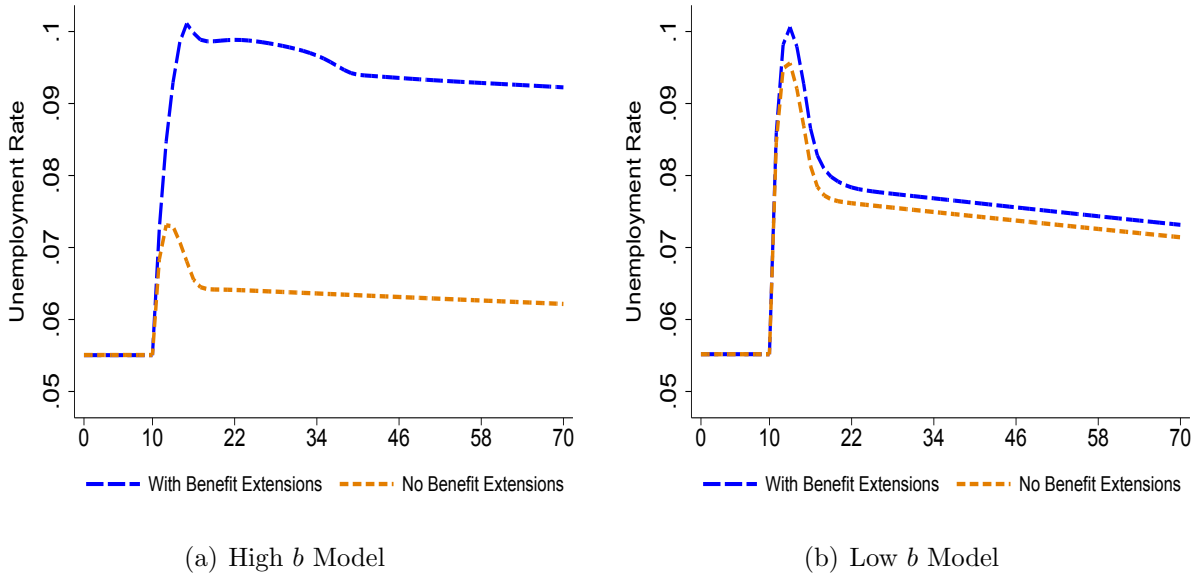 .1
.09
.08
.07
.06
.05
Unemployment Rate
0 10 22 34 46 58 70
With Benefit Extensions No Benefit Extensions
(a) High b Model
.1
.09
.08
.07
.06
.05
Unemployment Rate
0 10 22 34 46 58 70
With Benefit Extensions No Benefit Extensions
(b) Low b Model